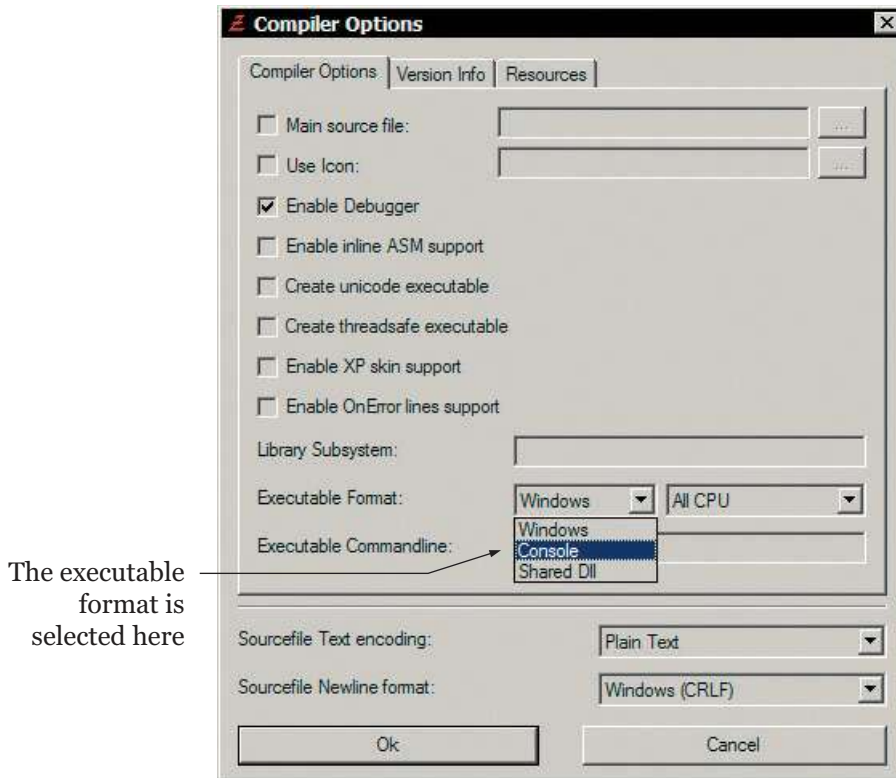 Compiler Options
Compiler Options Version Info Resources
Main source file: ...
Use Icon: ...
Enable Debugger
Enable inline ASM support
Create unicode executable
Create threadsafe executable
Enable XP skin support
Enable OnError lines support
Library Subsystem:
Executable Format: Windows All CPU
Windows
Executable Commandline: Console
Shared Dll
The executable
format is
selected here
Sourcefile Text encoding: Plain Text
Sourcefile Newline format: Windows (CRLF)
Ok Cancel